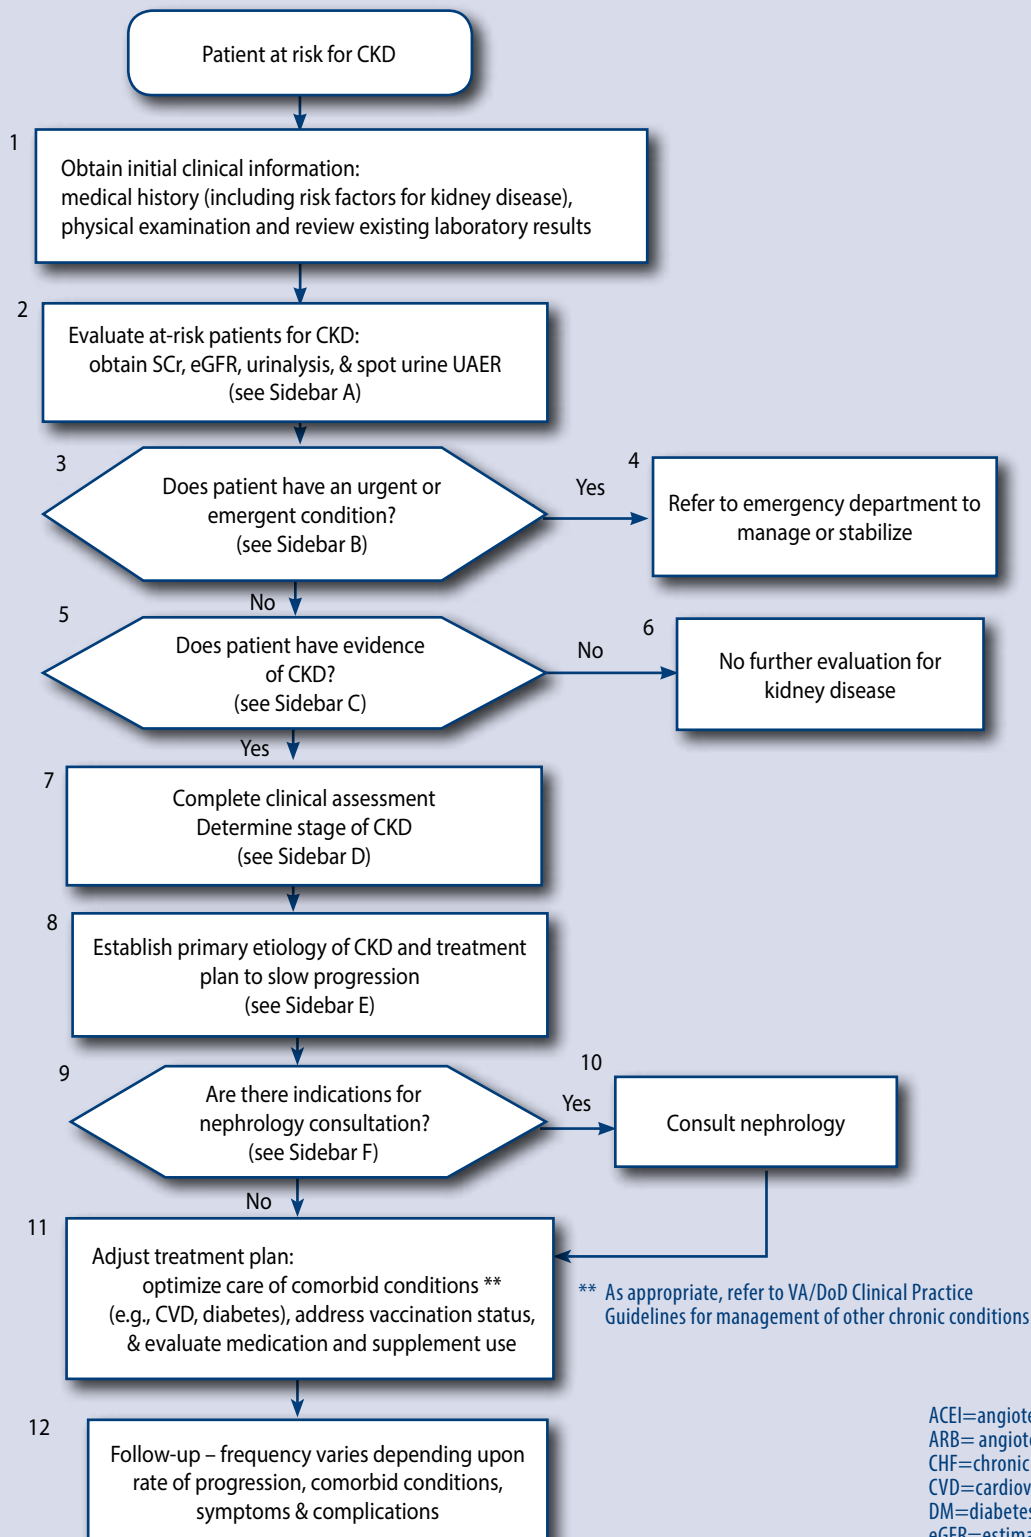 Patient at risk for CKD
1
Obtain initial clinical information:
medical history (including risk factors for kidney disease),
physical examination and review existing laboratory results
2
Evaluate at-risk patients for CKD:
obtain SCr, eGFR, urinalysis, & spot urine UAER
(see Sidebar A)
3
Does patient have an urgent or
emergent condition?
(see Sidebar B)
Yes
4
Refer to emergency department to
manage or stabilize
No
5
Does patient have evidence
of CKD?
(see Sidebar C)
No
6
No further evaluation for
kidney disease
Yes
7
Complete clinical assessment
Determine stage of CKD
(see Sidebar D)
8
Establish primary etiology of CKD and treatment
plan to slow progression
(see Sidebar E)
9
Are there indications for
nephrology consultation?
(see Sidebar F)
Yes
10
Consult nephrology
No
11
Adjust treatment plan:
optimize care of comorbid conditions **
(e.g., CVD, diabetes), address vaccination status,
& evaluate medication and supplement use
** As appropriate, refer to VA/DoD Clinical Practice
Guidelines for management of other chronic conditions
12
Follow-up – frequency varies depending upon
rate of progression, comorbid conditions,
symptoms & complications
ACEI=angiote
ARB= angiote
CHF=chronic
CVD=cardiov
DM=diabetes
eGFR=estima